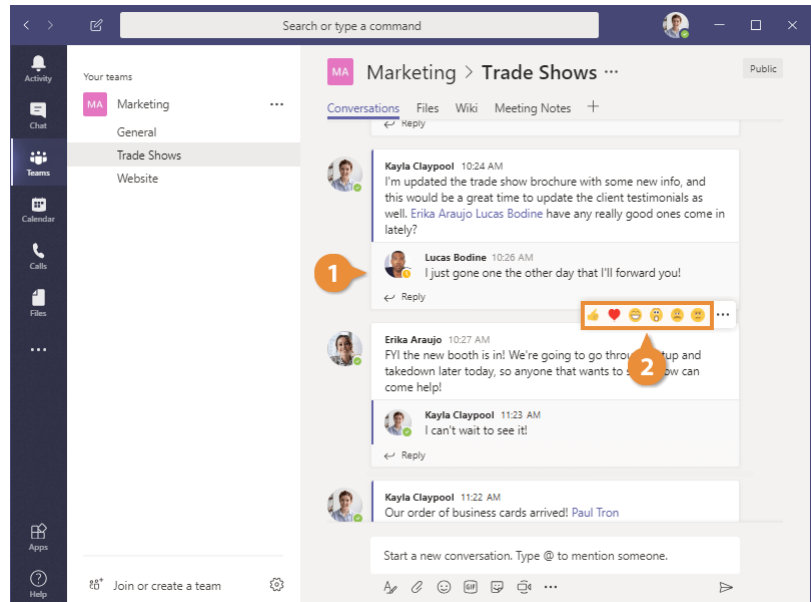 Search or type a command
Activity
Chat
Teams
Calendar
Calls
Files
Apps
Help
Your teams
MA Marketing
General
Trade Shows
Website
Join or create a team
MA Marketing > Trade Shows
Public
Conversations Files Wiki Meeting Notes
Reply
Kayla Claypool 10:24 AM
I'm updated the trade show brochure with some new info, and
this would be a great time to update the client testimonials as
well. Erika Araujo Lucas Bodine have any really good ones come in
lately?
1
Lucas Bodine 10:26 AM
I just gone one the other day that I'll forward you!
Reply
2
Erika Araujo 10:27 AM
FYI the new booth is in! We're going to go and
takedown later today, so anyone that wants to can
come help!
Kayla Claypool 11:23 AM
I can't wait to see it!
Reply
Kayla Claypool 11:22 AM
Our order of business cards arrived! Paul Tron
Start a new conversation. Type @ to mention someone.
GIF